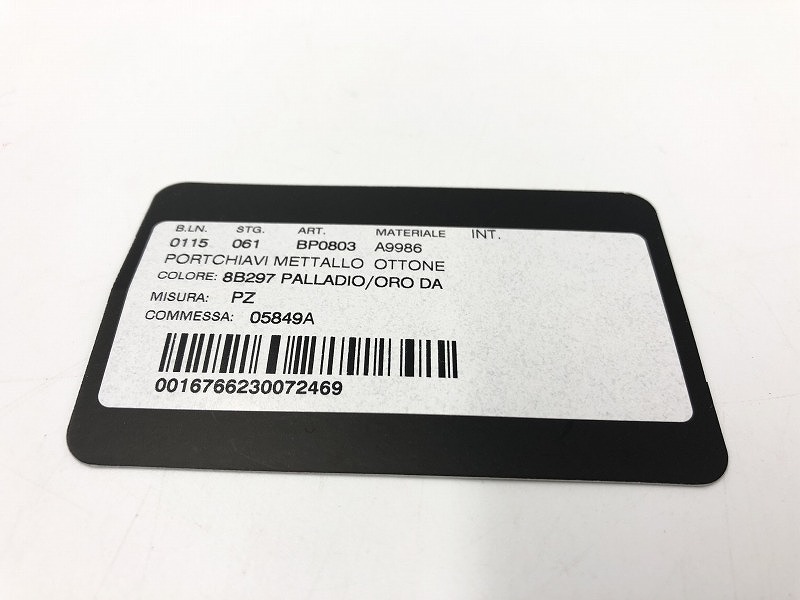 B.LN. STG. ART. MATERIALE INT.
0115 061 BP0803 A9986
PORTCHIAVI METTALLO OTTONE
COLORE: 8B297 PALLADIO/ORO DA
MISURA: PZ
COMMESSA: 05849A
0016766230072469